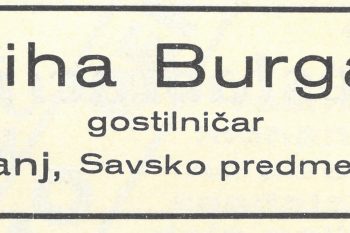 iha Burga
gostilničar
anj, Savsko predme